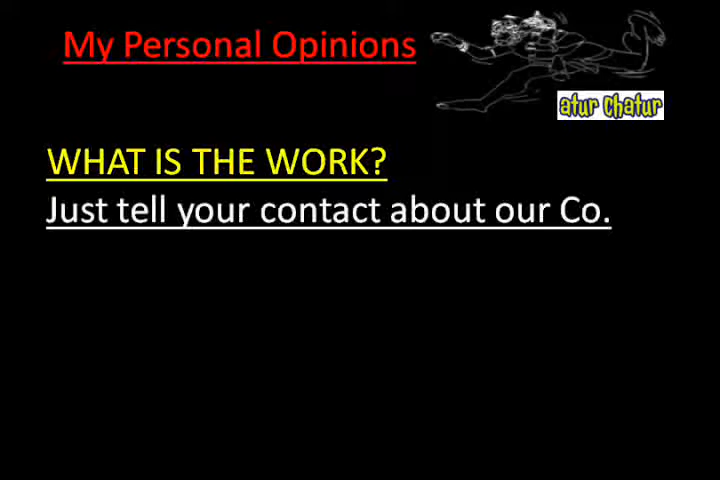 My Personal Opinions
atur Chatur
WHAT IS THE WORK?
Just tell your contact about our Co.